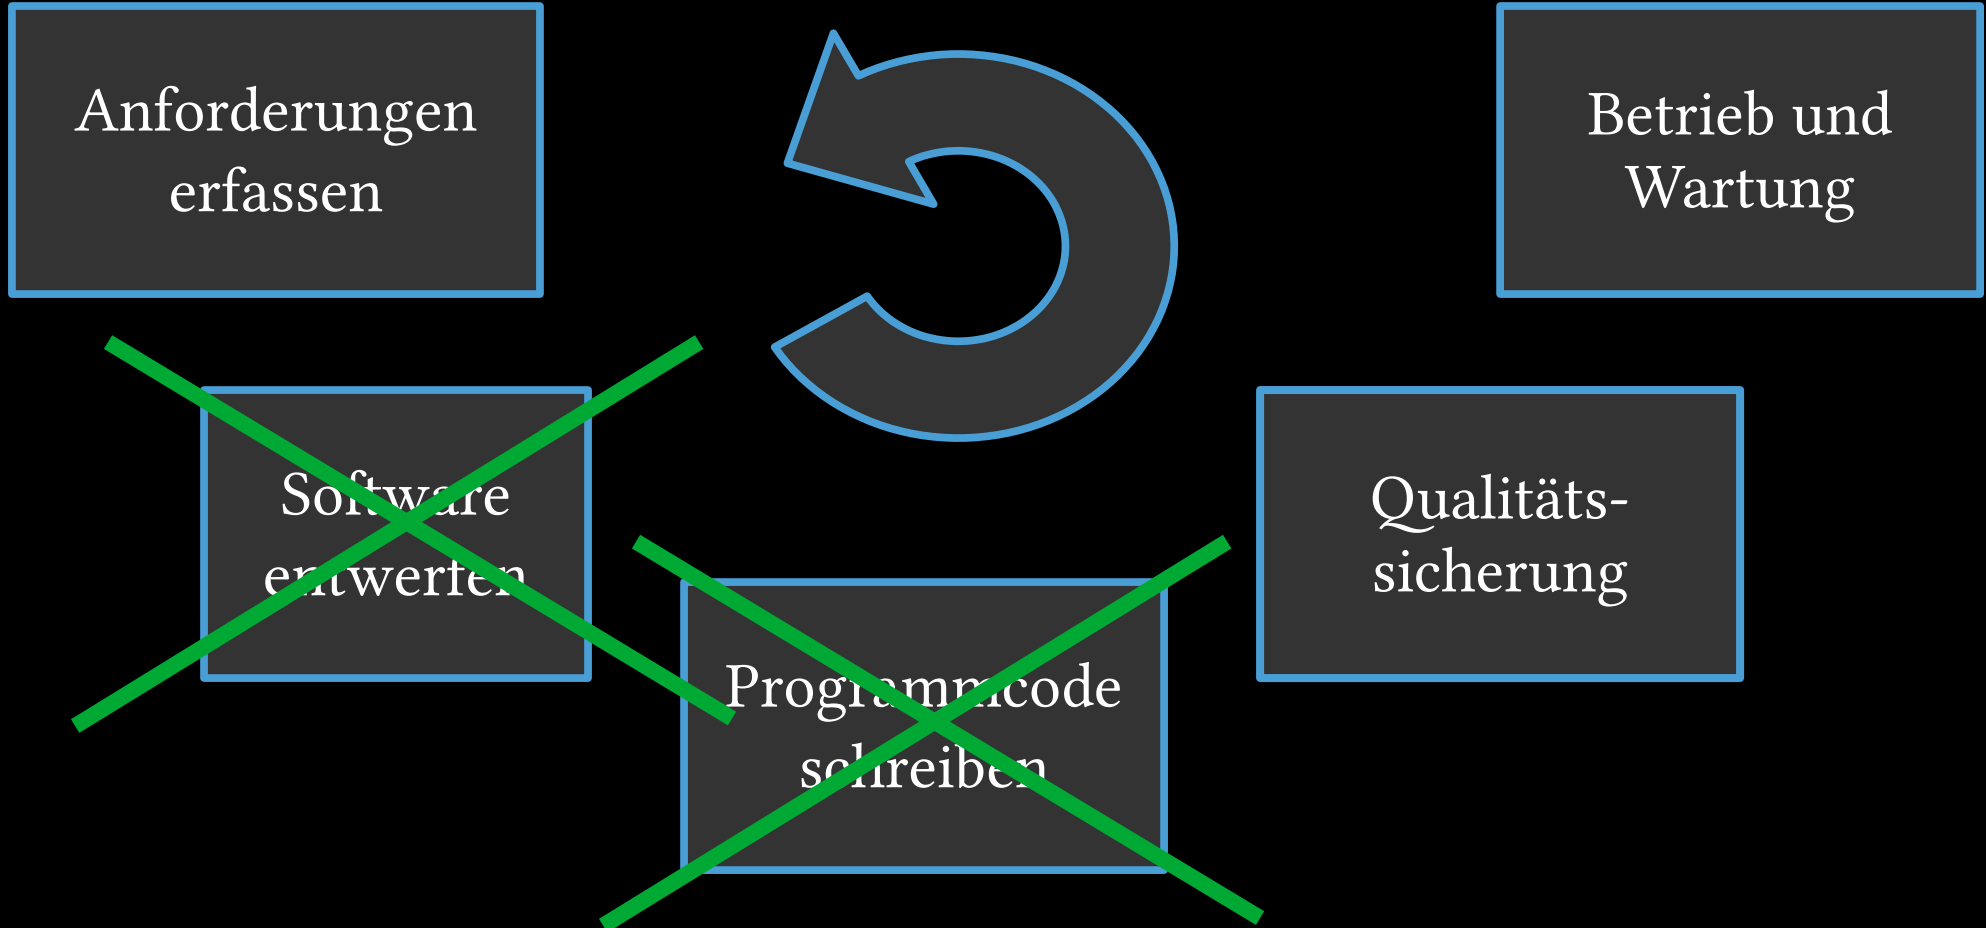 Anforderungen
erfassen
Betrieb und
Wartung
Software
entwerfen
Qualitäts-
sicherung
Programmcode
schreiben